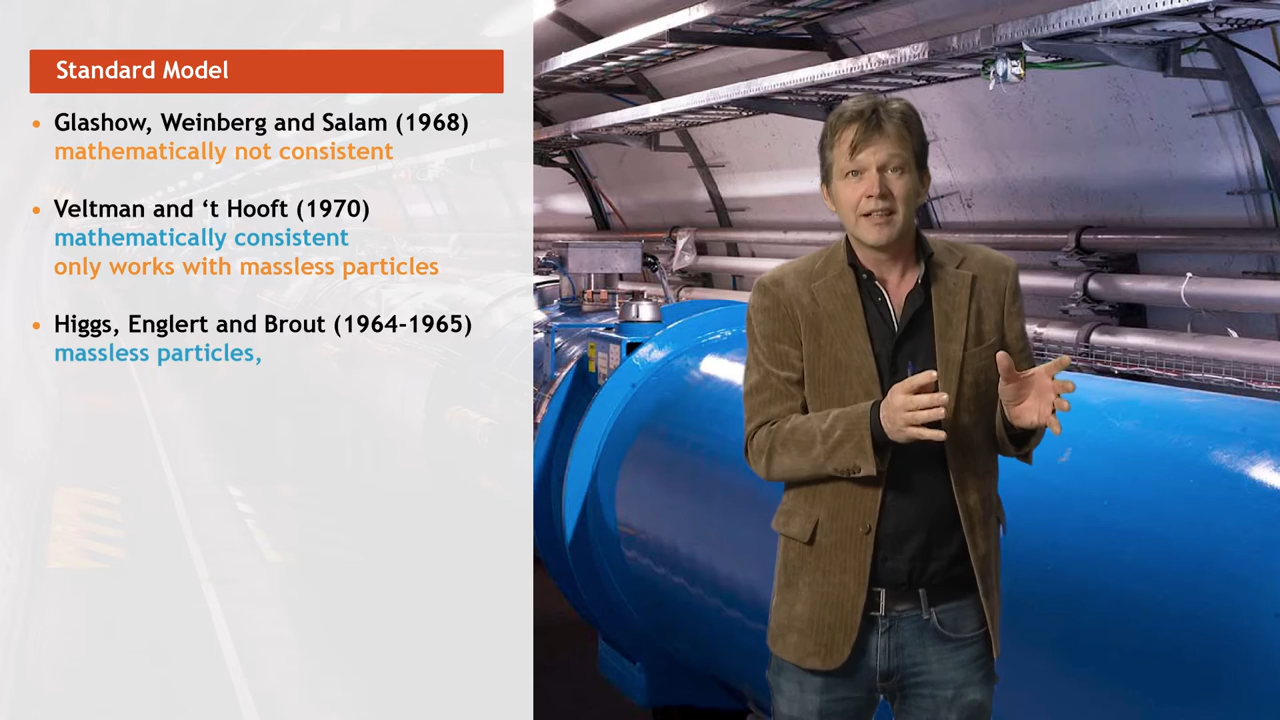 Standard Model
• Glashow, Weinberg and Salam (1968)
mathematically not consistent
• Veltman and ‘t Hooft (1970)
mathematically consistent
only works with massless particles
• Higgs, Englert and Brout (1964-1965)
massless particles,